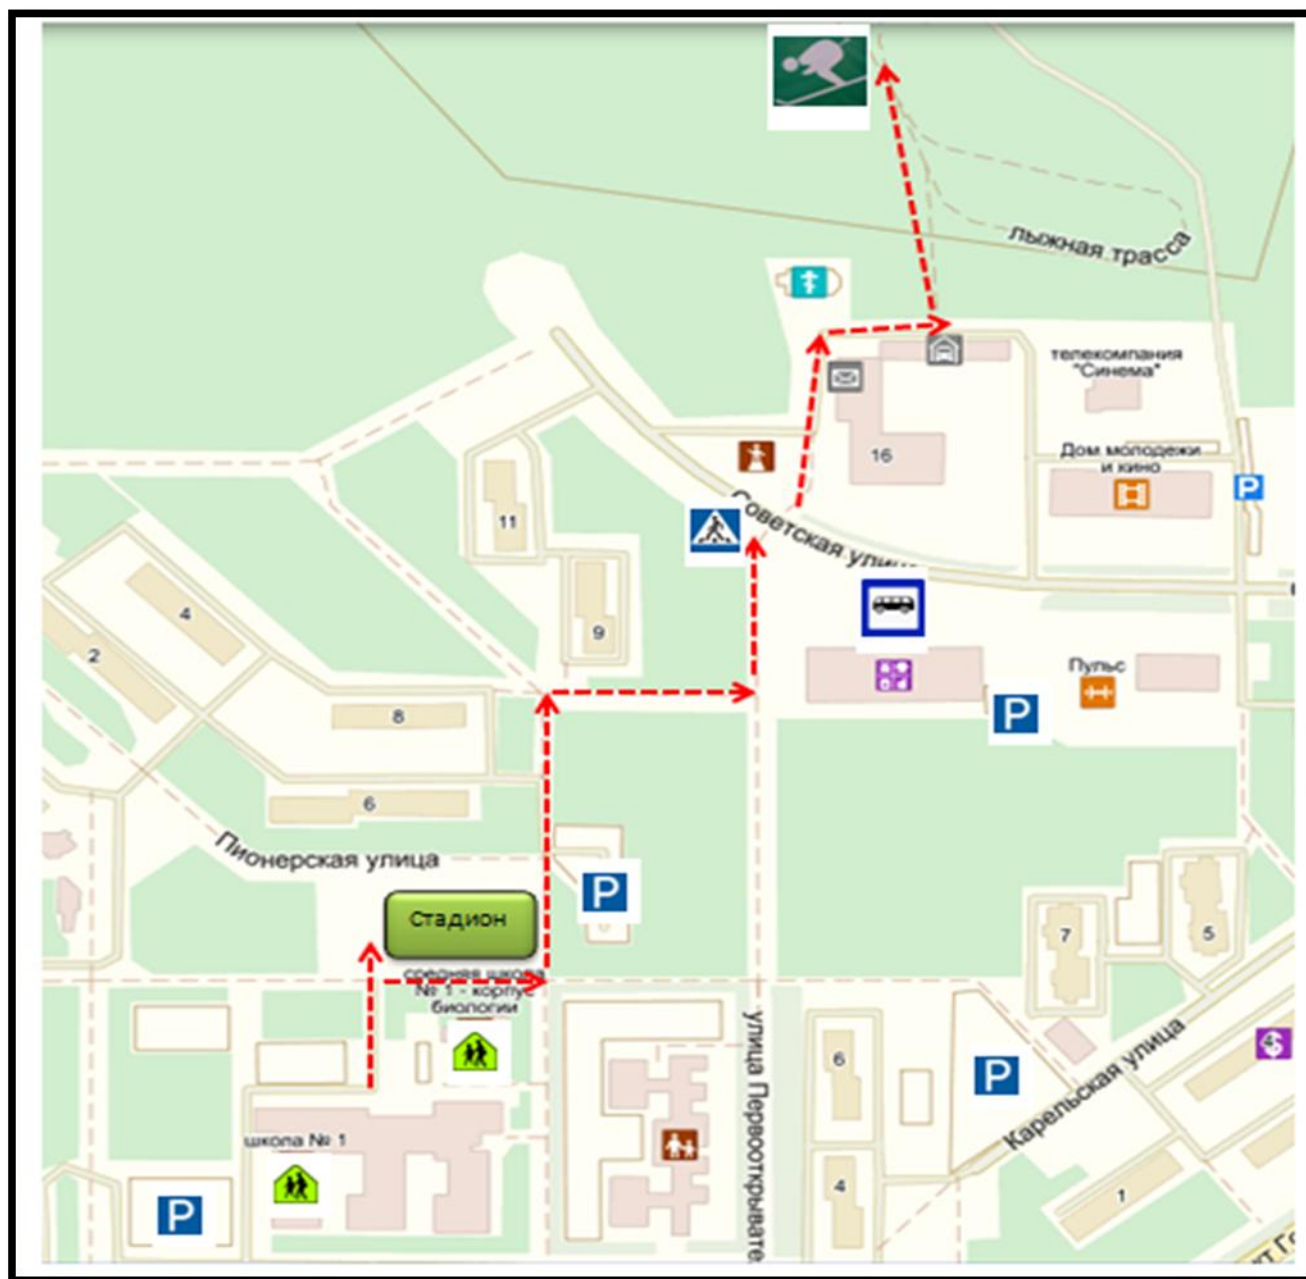 лыжная трасса
телекомпания
"Синема"
16
Дом молодежи
и кино
P
11
Советская
4
9
2
Пульс
8
P
6
Пионерская улица
P
Стадион
7
5
средняя школа
№ 1 - корпус
биологии
улица Первооткрывате
6
P
4
Карельская улица
школа № 1
4
1
P